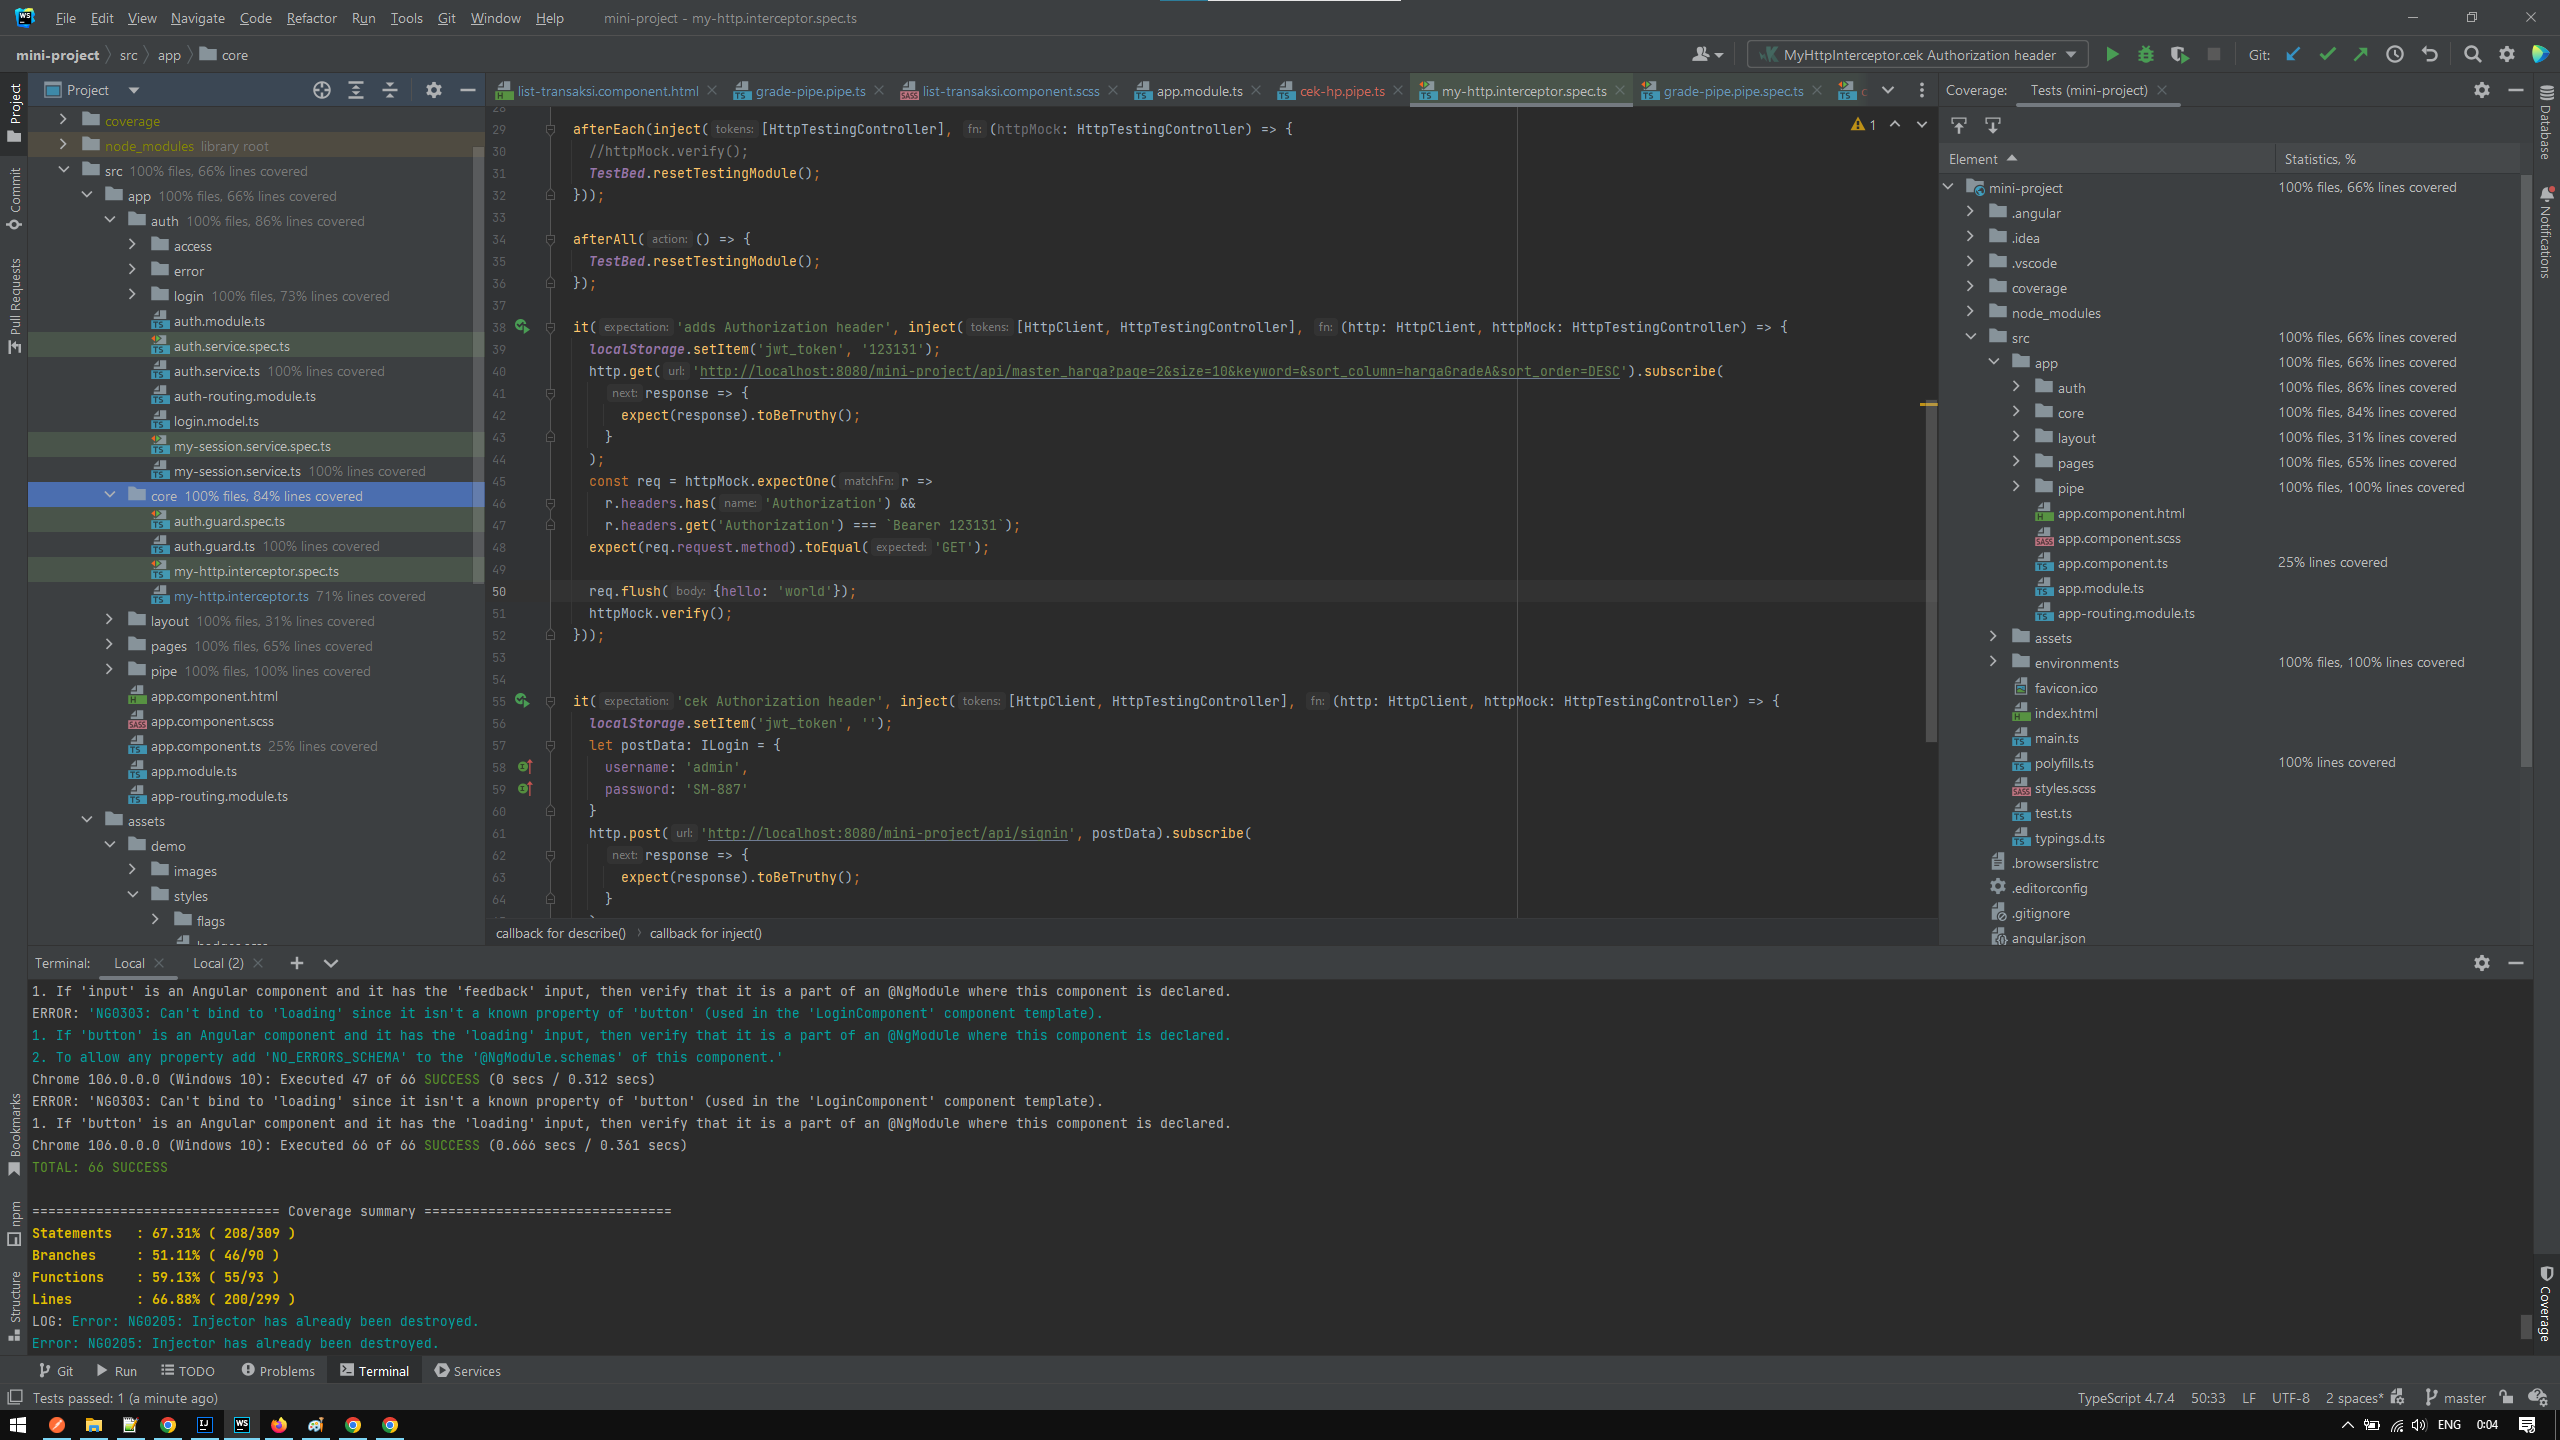 File Edit View Navigate Code Refactor Run Tools Git Window Help mini-project - my-http.interceptor.spec.ts
mini-project src app core
MyHttpInterceptor.cek Authorization header Git:
Project
list-transaksi.component.html grade-pipe.pipe.ts list-transaksi.component.scss app.module.ts cek-hp.pipe.ts my-http.interceptor.spec.ts grade-pipe.pipe.spec.ts
Coverage: Tests (mini-project)
Project
Commit
Pull Requests
Bookmarks
npm
Structure
coverage
node_modules library root
src 100% files, 66% lines covered
app 100% files, 66% lines covered
auth 100% files, 86% lines covered
access
error
login 100% files, 73% lines covered
auth.module.ts
auth.service.spec.ts
auth.service.ts 100% lines covered
auth-routing.module.ts
login.model.ts
my-session.service.spec.ts
my-session.service.ts 100% lines covered
core 100% files, 84% lines covered
auth.guard.spec.ts
auth.guard.ts 100% lines covered
my-http.interceptor.spec.ts
my-http.interceptor.ts 71% lines covered
layout 100% files, 31% lines covered
pages 100% files, 65% lines covered
pipe 100% files, 100% lines covered
app.component.html
app.component.scss
app.component.ts 25% lines covered
app.module.ts
app-routing.module.ts
assets
demo
images
styles
flags
28
29 afterEach(inject( tokens: [HttpTestingController], fn: (httpMock: HttpTestingController) => {
30 //httpMock.verify();
31 TestBed.resetTestingModule();
32 }));
33
34 afterAll( action: () => {
35 TestBed.resetTestingModule();
36 });
37
38 it( expectation: 'adds Authorization header', inject( tokens: [HttpClient, HttpTestingController], fn: (http: HttpClient, httpMock: HttpTestingController) => {
39 localStorage.setItem('jwt_token', '123131');
40 http.get( url: 'http://localhost:8080/mini-project/api/master_harga?page=2&size=10&keyword=&sort_column=hargaGradeA&sort_order=DESC').subscribe(
41 next: response => {
42 expect(response).toBeTruthy();
43 }
44 );
45 const req = httpMock.expectOne( matchFn: r =>
46 r.headers.has( name: 'Authorization') &&
47 r.headers.get('Authorization') === `Bearer 123131`);
48 expect(req.request.method).toEqual( expected: 'GET');
49
50 req.flush( body: {hello: 'world'});
51 httpMock.verify();
52 }));
53
54
55 it( expectation: 'cek Authorization header', inject( tokens: [HttpClient, HttpTestingController], fn: (http: HttpClient, httpMock: HttpTestingController) => {
56 localStorage.setItem('jwt_token', '');
57 let postData: ILogin = {
58 username: 'admin',
59 password: 'SM-887'
60 }
61 http.post( url: 'http://localhost:8080/mini-project/api/signin', postData).subscribe(
62 next: response => {
63 expect(response).toBeTruthy();
64 }
1
callback for describe() callback for inject()
Element Statistics, %
mini-project 100% files, 66% lines covered
.angular
.idea
.vscode
coverage
node_modules
src 100% files, 66% lines covered
app 100% files, 66% lines covered
auth 100% files, 86% lines covered
core 100% files, 84% lines covered
layout 100% files, 31% lines covered
pages 100% files, 65% lines covered
pipe 100% files, 100% lines covered
app.component.html
app.component.scss
app.component.ts 25% lines covered
app.module.ts
app-routing.module.ts
assets
environments 100% files, 100% lines covered
favicon.ico
index.html
main.ts
polyfills.ts 100% lines covered
styles.scss
test.ts
typings.d.ts
.browserslistrc
.editorconfig
.gitignore
angular.json
Database
Notifications
Coverage
Terminal: Local Local (2)
1. If 'input' is an Angular component and it has the 'feedback' input, then verify that it is a part of an @NgModule where this component is declared.
ERROR: 'NG0303: Can't bind to 'loading' since it isn't a known property of 'button' (used in the 'LoginComponent' component template).
1. If 'button' is an Angular component and it has the 'loading' input, then verify that it is a part of an @NgModule where this component is declared.
2. To allow any property add 'NO_ERRORS_SCHEMA' to the '@NgModule.schemas' of this component.'
Chrome 106.0.0.0 (Windows 10): Executed 47 of 66 SUCCESS (0 secs / 0.312 secs)
ERROR: 'NG0303: Can't bind to 'loading' since it isn't a known property of 'button' (used in the 'LoginComponent' component template).
1. If 'button' is an Angular component and it has the 'loading' input, then verify that it is a part of an @NgModule where this component is declared.
Chrome 106.0.0.0 (Windows 10): Executed 66 of 66 SUCCESS (0.666 secs / 0.361 secs)
TOTAL: 66 SUCCESS
=============================== Coverage summary ===============================
Statements : 67.31% ( 208/309 )
Branches : 51.11% ( 46/90 )
Functions : 59.13% ( 55/93 )
Lines : 66.88% ( 200/299 )
LOG: Error: NG0205: Injector has already been destroyed.
Error: NG0205: Injector has already been destroyed.
Git Run TODO Problems Terminal Services
Tests passed: 1 (a minute ago) TypeScript 4.7.4 50:33 LF UTF-8 2 spaces* master
ENG 0:04